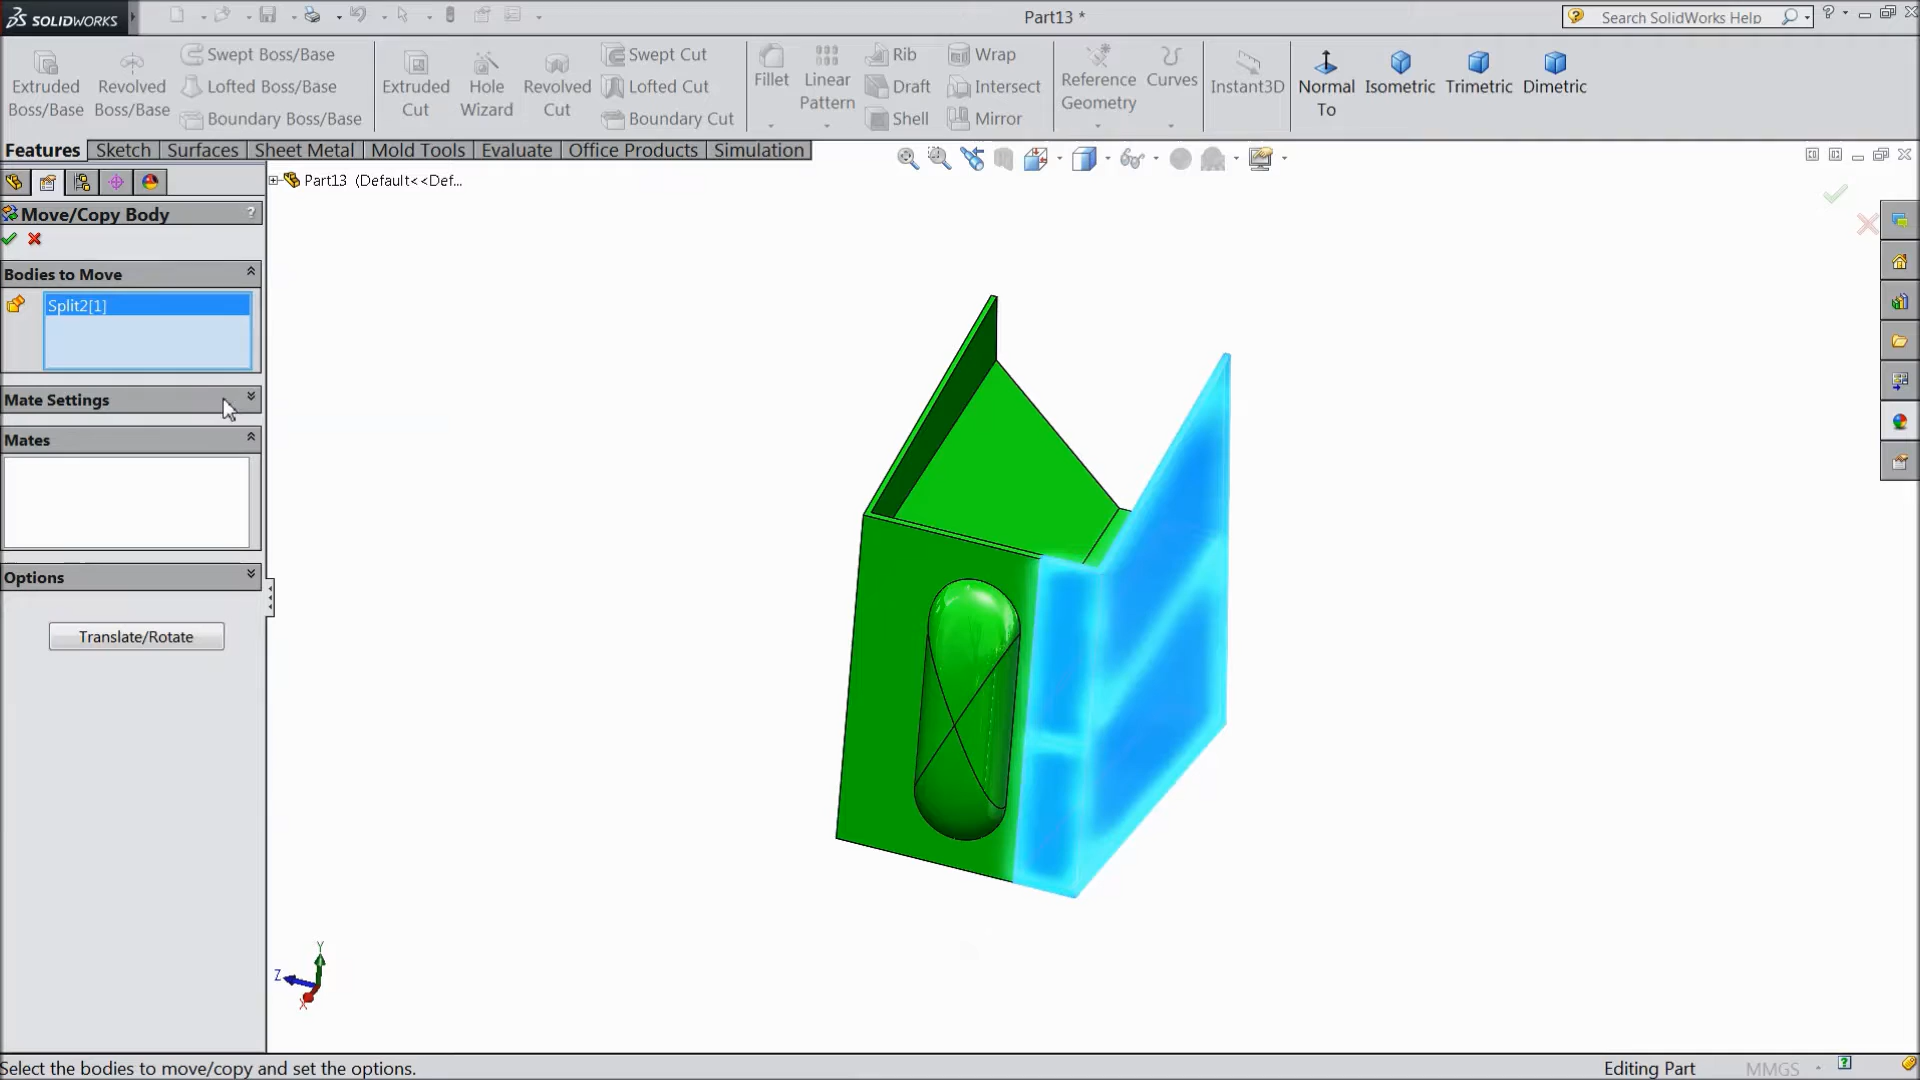 SOLIDWORKS
Part13 *
Search SolidWorks Help
Extruded Boss/Base
Revolved Boss/Base
Swept Boss/Base
Lofted Boss/Base
Boundary Boss/Base
Extruded Cut
Hole Wizard
Revolved Cut
Swept Cut
Lofted Cut
Boundary Cut
Fillet
Linear Pattern
Rib
Draft
Shell
Wrap
Intersect
Mirror
Reference Geometry
Curves
Instant3D
Normal To
Isometric
Trimetric
Dimetric
Features
Sketch
Surfaces
Sheet Metal
Mold Tools
Evaluate
Office Products
Simulation
Part13 (Default<<Def...
Move/Copy Body
?
Bodies to Move
Split2[1]
Mate Settings
Mates
Options
Translate/Rotate
Y
Z
X
Select the bodies to move/copy and set the options.
Editing Part
MMGS